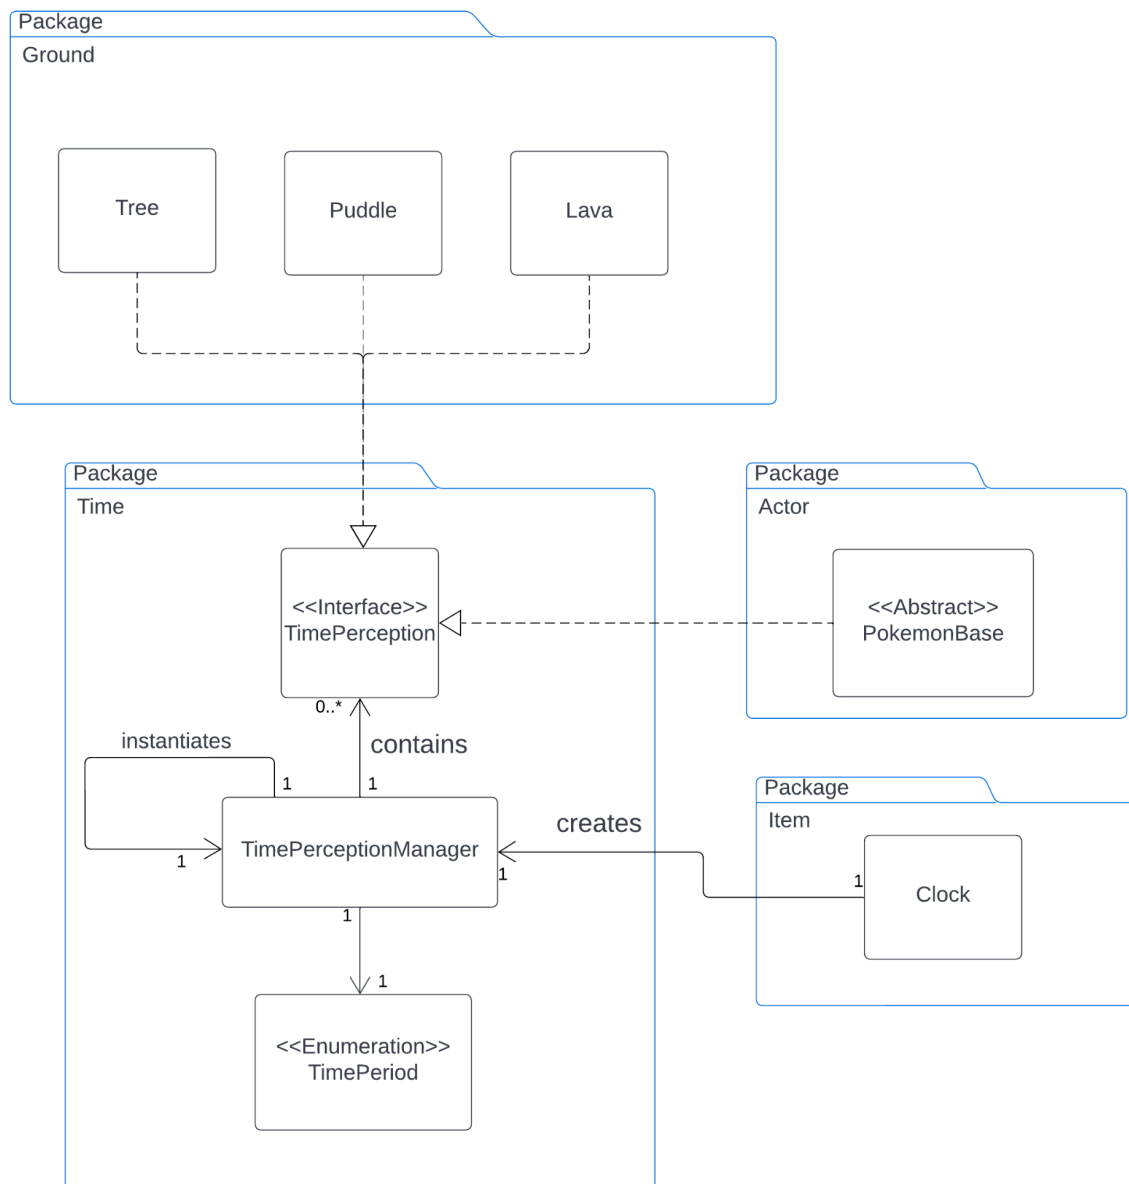 Package
Ground
Tree
Puddle
Lava
Package
Time
Package
Actor
<<Interface>>
TimePerception
<<Abstract>>
PokemonBase
0..*
instantiates
contains
1
1
Package
Item
creates
TimePerceptionManager
1
1
1
Clock
1
1
<<Enumeration>>
TimePeriod